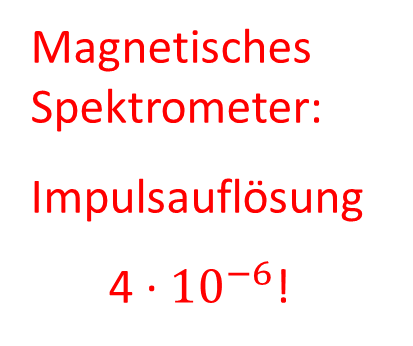 Magnetisches
Spektrometer:
Impulsauflösung
4 · 10⁻⁶!